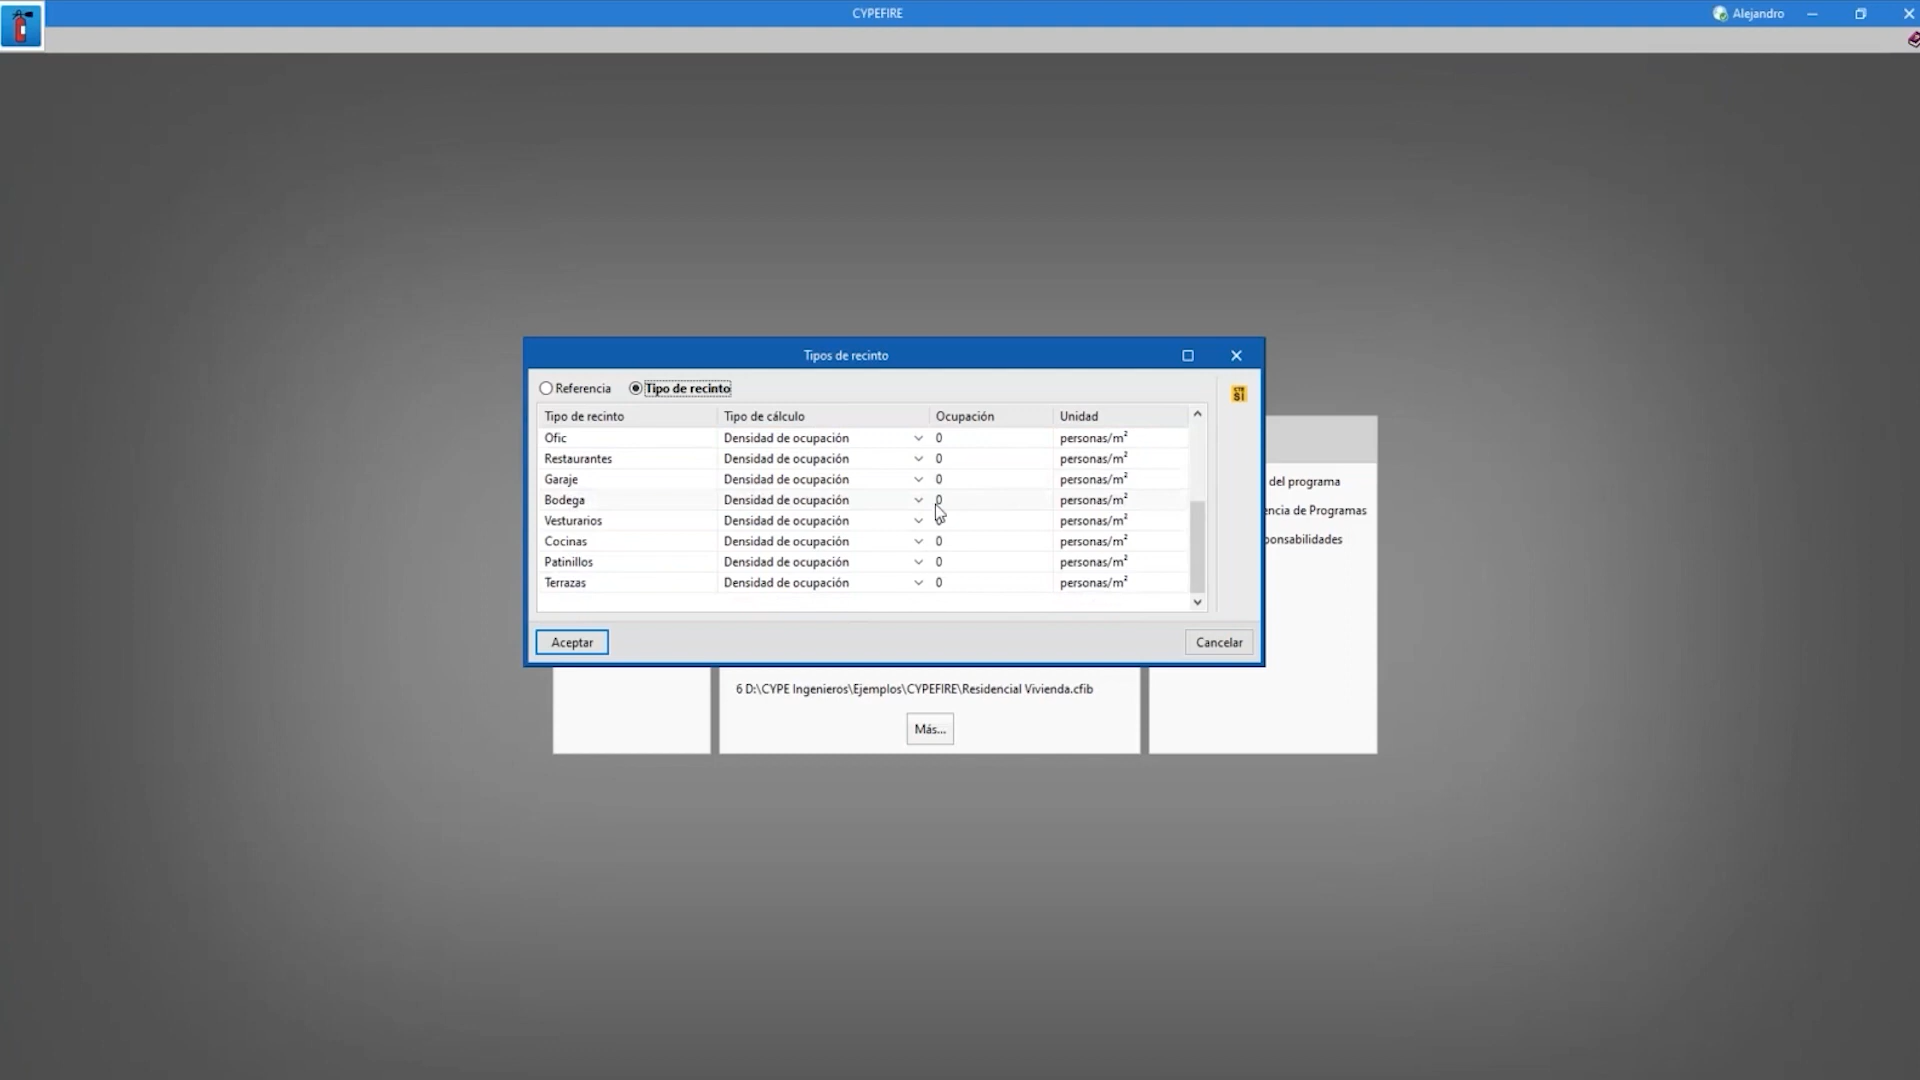 CYPEFIRE
Alejandro
Tipos de recinto
Referencia Tipo de recinto
CTE
SI
Tipo de recinto Tipo de cálculo Ocupación Unidad
Ofic Densidad de ocupación 0 personas/m²
Restaurantes Densidad de ocupación 0 personas/m²
Garaje Densidad de ocupación 0 personas/m²
Bodega Densidad de ocupación 0 personas/m²
Vesturarios Densidad de ocupación 0 personas/m²
Cocinas Densidad de ocupación 0 personas/m²
Patinillos Densidad de ocupación 0 personas/m²
Terrazas Densidad de ocupación 0 personas/m²
Aceptar Cancelar
del programa
encia de Programas
ponsabilidades
6 D:\CYPE Ingenieros\Ejemplos\CYPEFIRE\Residencial Vivienda.cfib
Más...